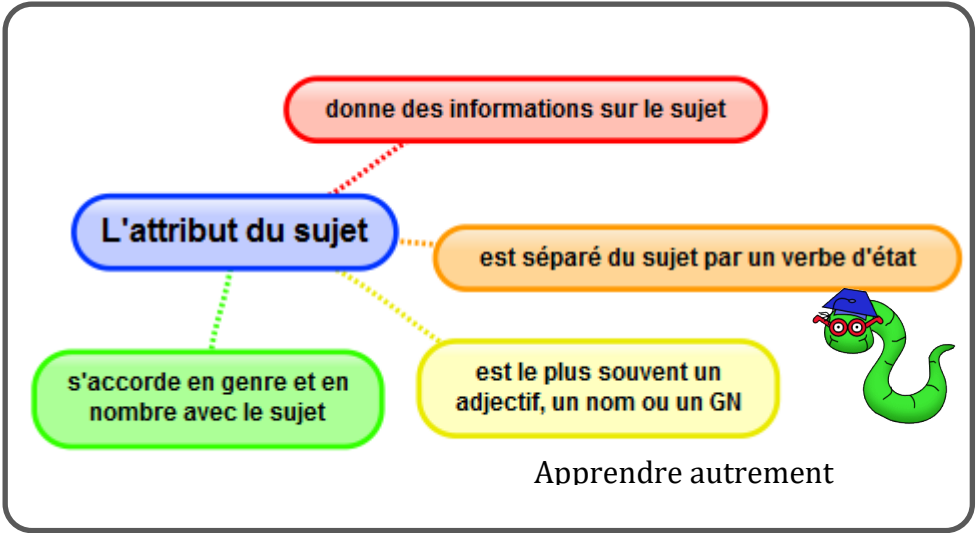 donne des informations sur le sujet
L'attribut du sujet
est séparé du sujet par un verbe d'état
s'accorde en genre et en
nombre avec le sujet
est le plus souvent un
adjectif, un nom ou un GN
Apprendre autrement